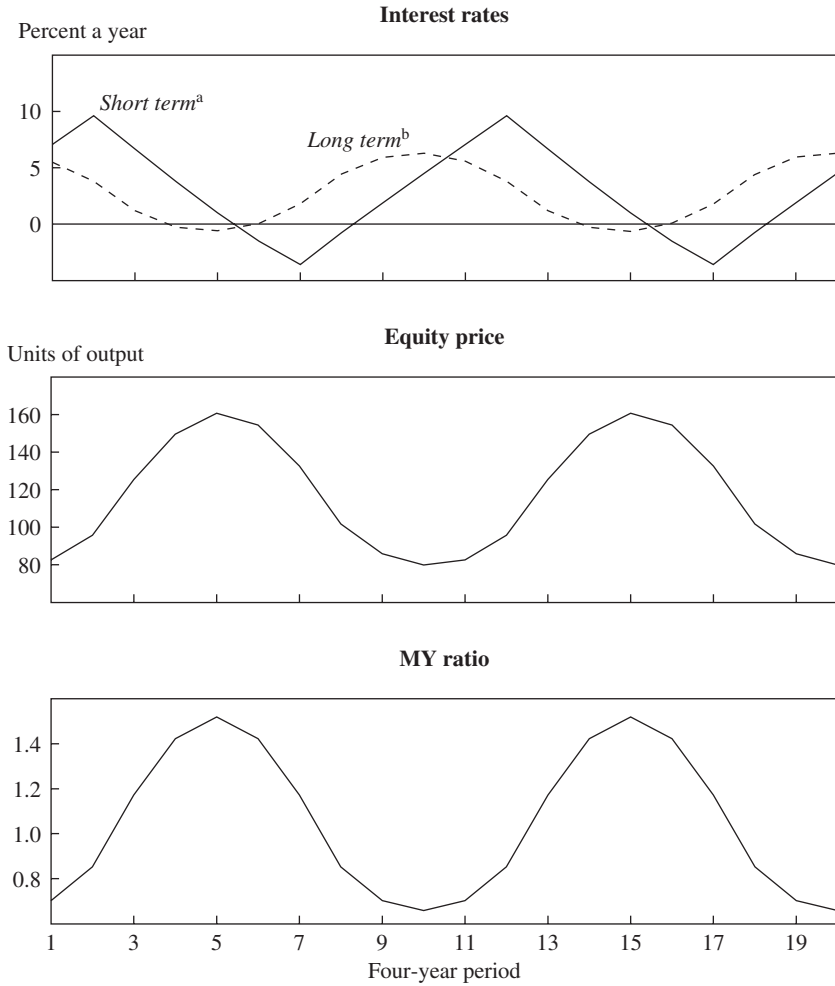 Interest rates
Percent a year
10
5
0
Short termᵃ
Long termᵇ
Equity price
Units of output
160
140
120
100
80
MY ratio
1.4
1.2
1.0
0.8
1 3 5 7 9 11 13 15 17 19
Four-year period